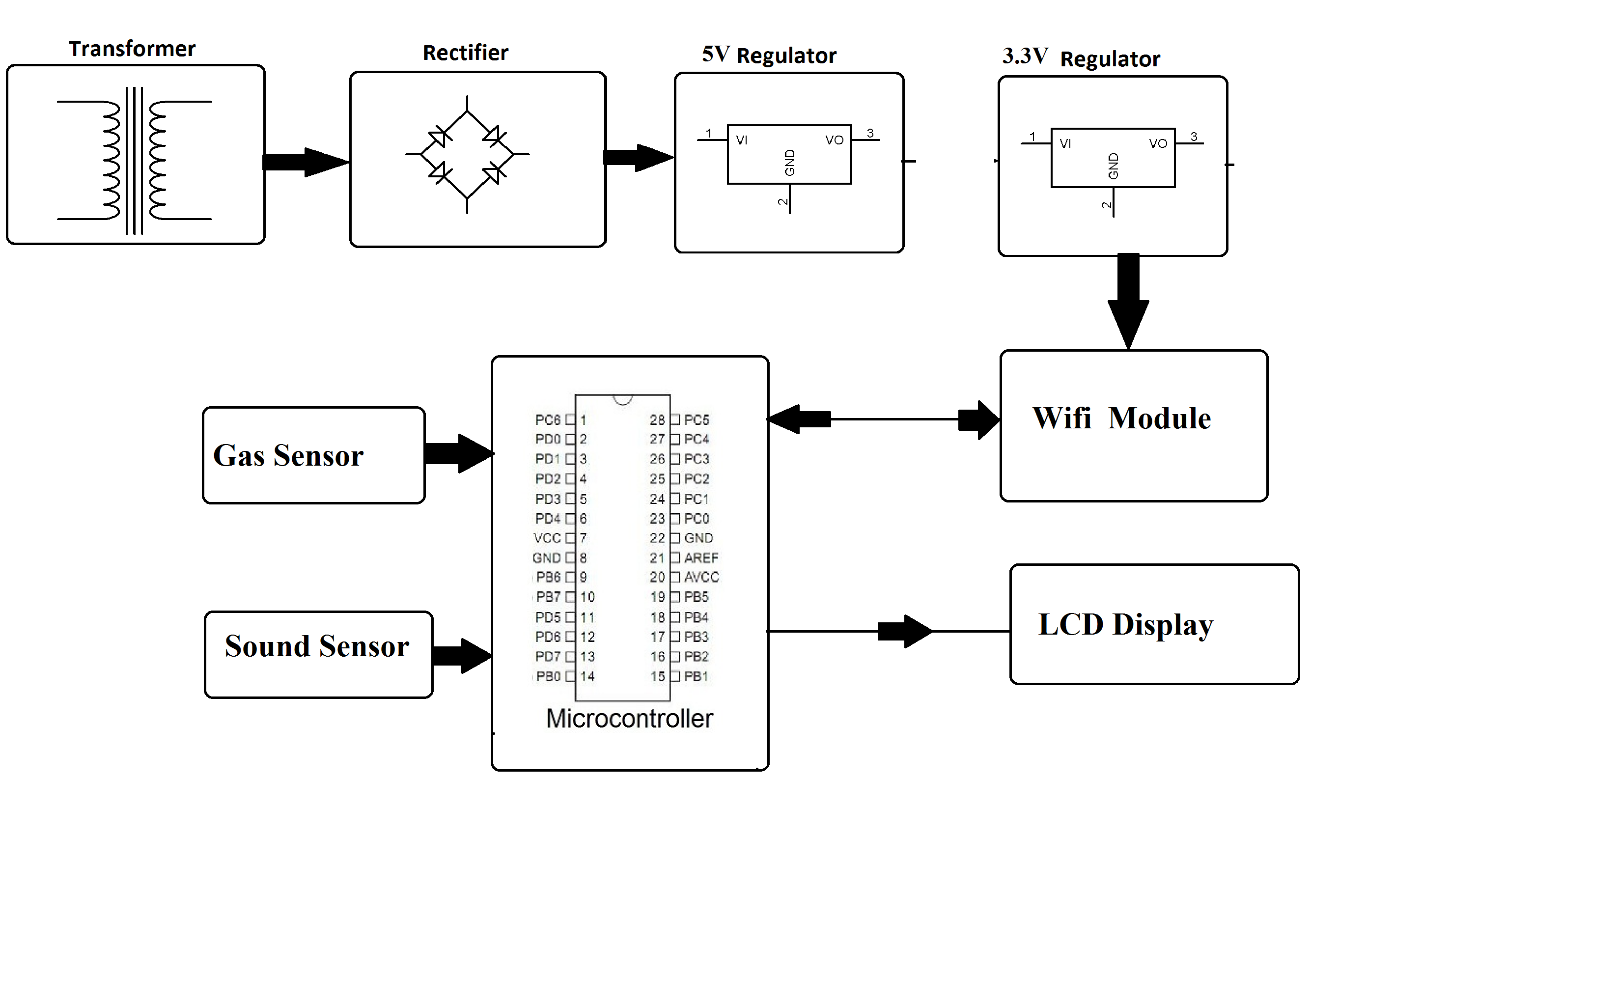 Transformer
Rectifier
5V Regulator
3.3V Regulator
1 VI VO 3
GND
2
1 VI VO 3
GND
2
Gas Sensor
Sound Sensor
PC6 1 28 PC5
PD0 2 27 PC4
PD1 3 26 PC3
PD2 4 25 PC2
PD3 5 24 PC1
PD4 6 23 PC0
VCC 7 22 GND
GND 8 21 AREF
PB6 9 20 AVCC
PB7 10 19 PB5
PD5 11 18 PB4
PD6 12 17 PB3
PD7 13 16 PB2
PB0 14 15 PB1
Microcontroller
Wifi Module
LCD Display